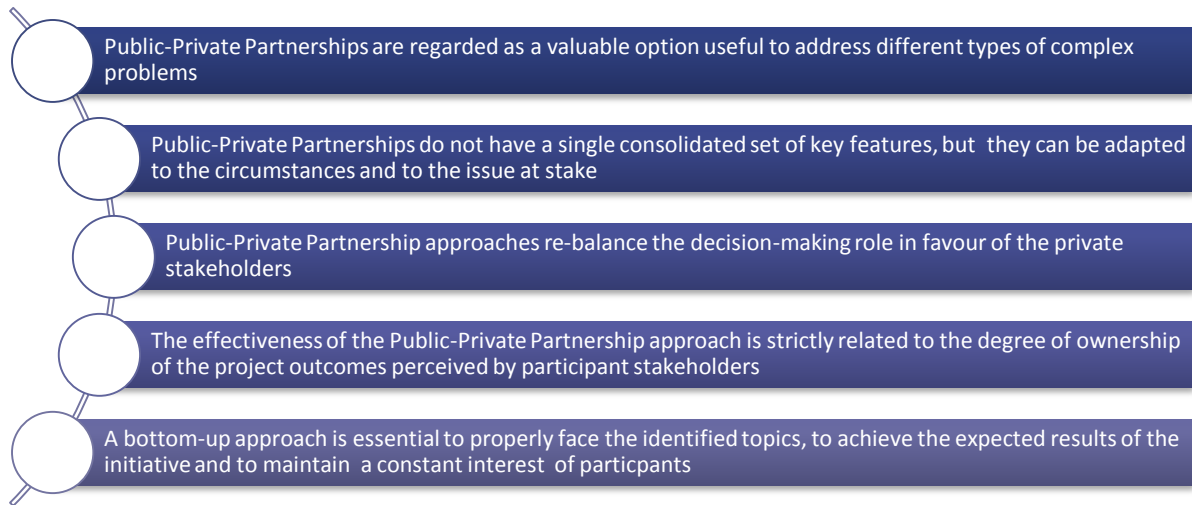 Public-Private Partnerships are regarded as a valuable option useful to address different types of complex
problems
Public-Private Partnerships do not have a single consolidated set of key features, but they can be adapted
to the circumstances and to the issue at stake
Public-Private Partnership approaches re-balance the decision-making role in favour of the private
stakeholders
The effectiveness of the Public-Private Partnership approach is strictly related to the degree of ownership
of the project outcomes perceived by participant stakeholders
A bottom-up approach is essential to properly face the identified topics, to achieve the expected results of the
initiative and to maintain a constant interest of particpants